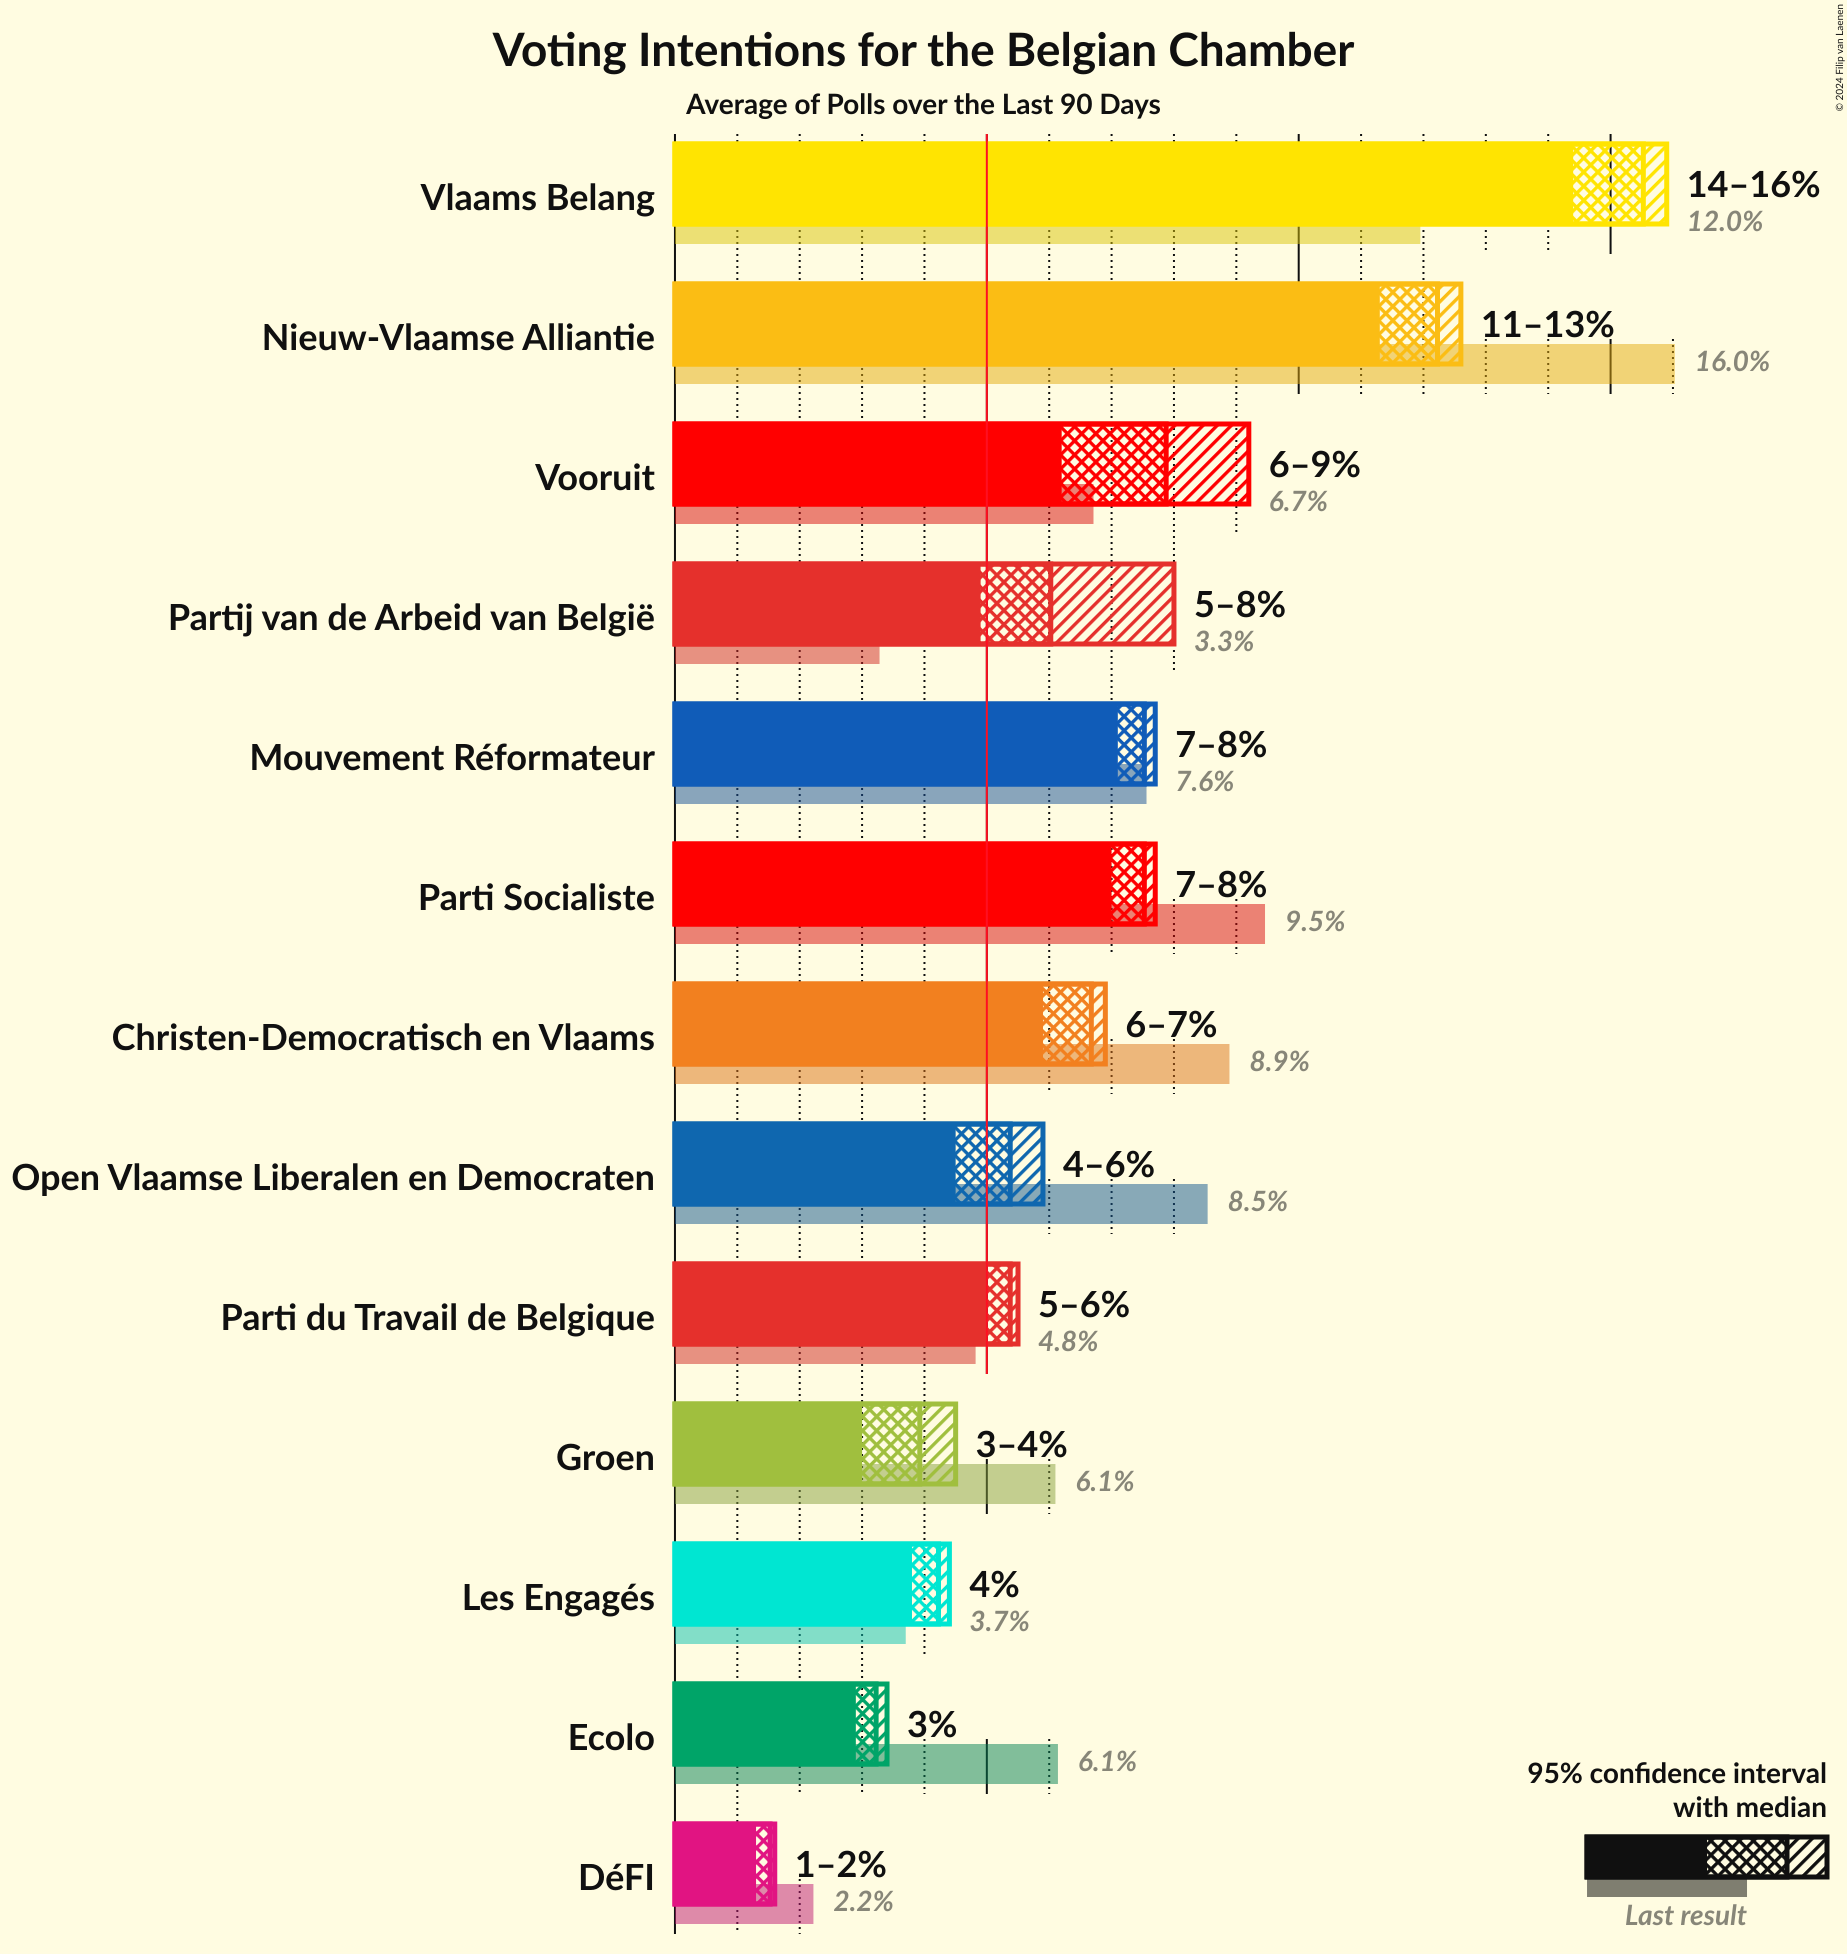 Voting Intentions for the Belgian Chamber
Average of Polls over the Last 90 Days
© 2024 Filip van Laenen
Vlaams Belang
14–16%
12.0%
Nieuw-Vlaamse Alliantie
11–13%
16.0%
Vooruit
6–9%
6.7%
Partij van de Arbeid van België
5–8%
3.3%
Mouvement Réformateur
7–8%
7.6%
Parti Socialiste
7–8%
9.5%
Christen-Democratisch en Vlaams
6–7%
8.9%
Open Vlaamse Liberalen en Democraten
4–6%
8.5%
Parti du Travail de Belgique
5–6%
4.8%
Groen
3–4%
6.1%
Les Engagés
4%
3.7%
Ecolo
3%
6.1%
DéFI
1–2%
2.2%
95% confidence interval
with median
Last result